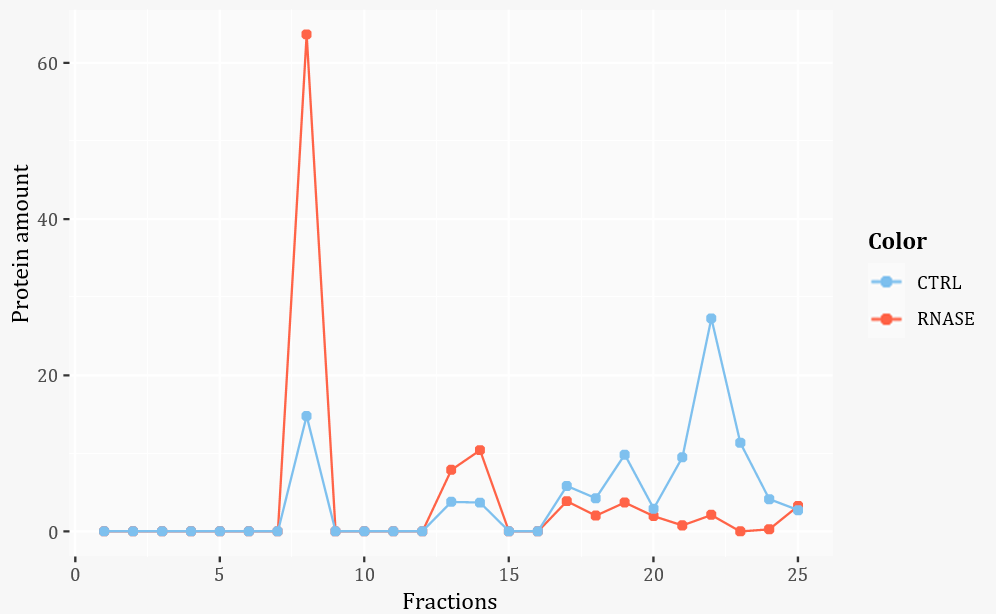 Protein amount
60
40
20
0
0 5 10 15 20 25
Fractions
Color
CTRL
RNASE